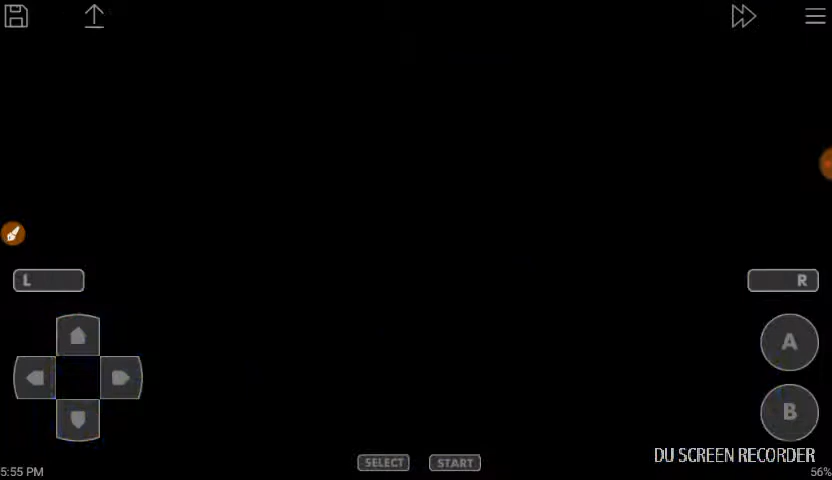 L
R
A
B
SELECT START
DU SCREEN RECORDER
5:55 PM
56%